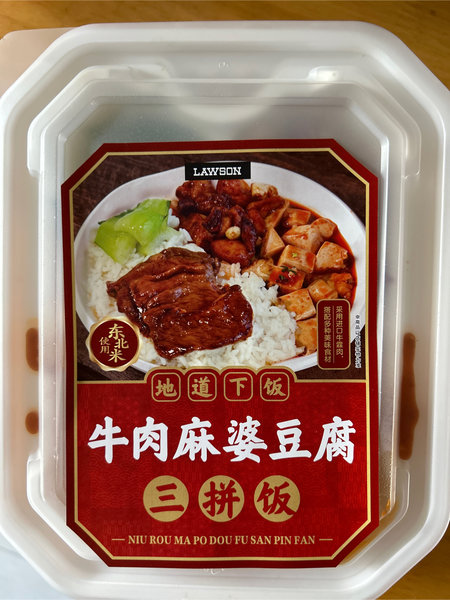 LAWSON
使用
东北米
采用进口牛霖肉,
搭配多种美味食材
地道下饭
牛肉麻婆豆腐
三拼饭
NIU ROU MA PO DOU FU SAN PIN FAN